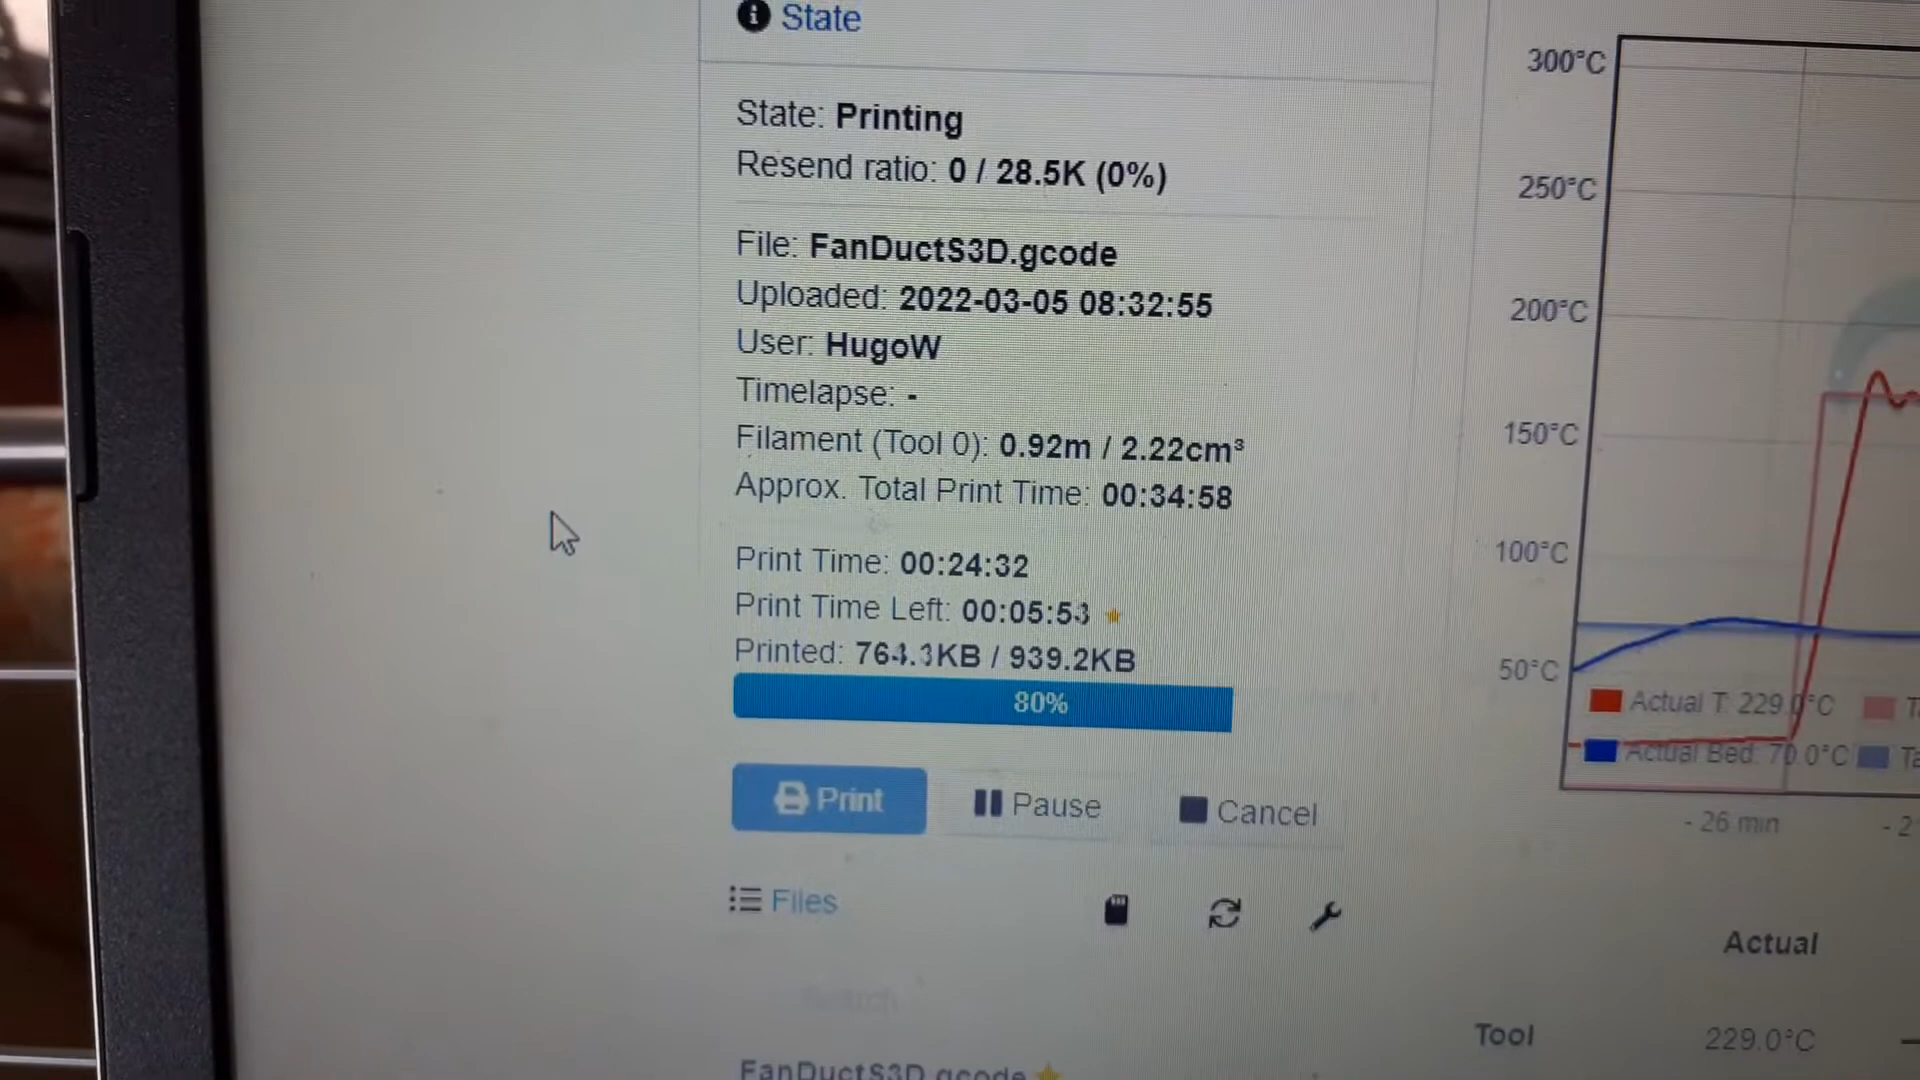 State
State: Printing
Resend ratio: 0 / 28.5K (0%)
File: FanDuctS3D.gcode
Uploaded: 2022-03-05 08:32:55
User: HugoW
Timelapse: -
Filament (Tool 0): 0.92m / 2.22cm³
Approx. Total Print Time: 00:34:58
Print Time: 00:24:32
Print Time Left: 00:05:53
Printed: 764.3KB / 939.2KB
80%
Print
Pause
Cancel
Files
Search
FanDuctS3D.gcode
300°C
250°C
200°C
150°C
100°C
50°C
Actual T: 229.0°C
Actual Bed: 70.0°C
- 26 min
Actual
Tool
229.0°C